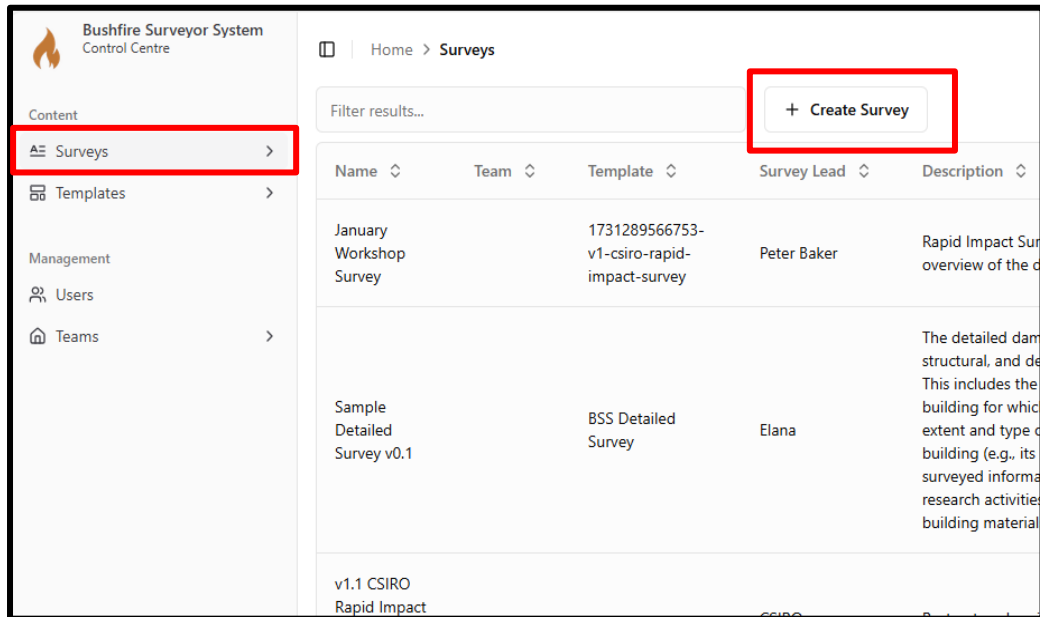 Bushfire Surveyor System
Control Centre
Home > Surveys
Content
Surveys
Templates
Management
Users
Teams
Filter results...
+ Create Survey
Name
Team
Template
Survey Lead
Description
January
Workshop
Survey
1731289566753-
v1-csiro-rapid-
impact-survey
Peter Baker
Rapid Impact Sur
overview of the d
Sample
Detailed
Survey v0.1
BSS Detailed
Survey
Elana
The detailed dam
structural, and de
This includes the
building for which
extent and type o
building (e.g., its
surveyed informa
research activities
building material
v1.1 CSIRO
Rapid Impact
CSIRO